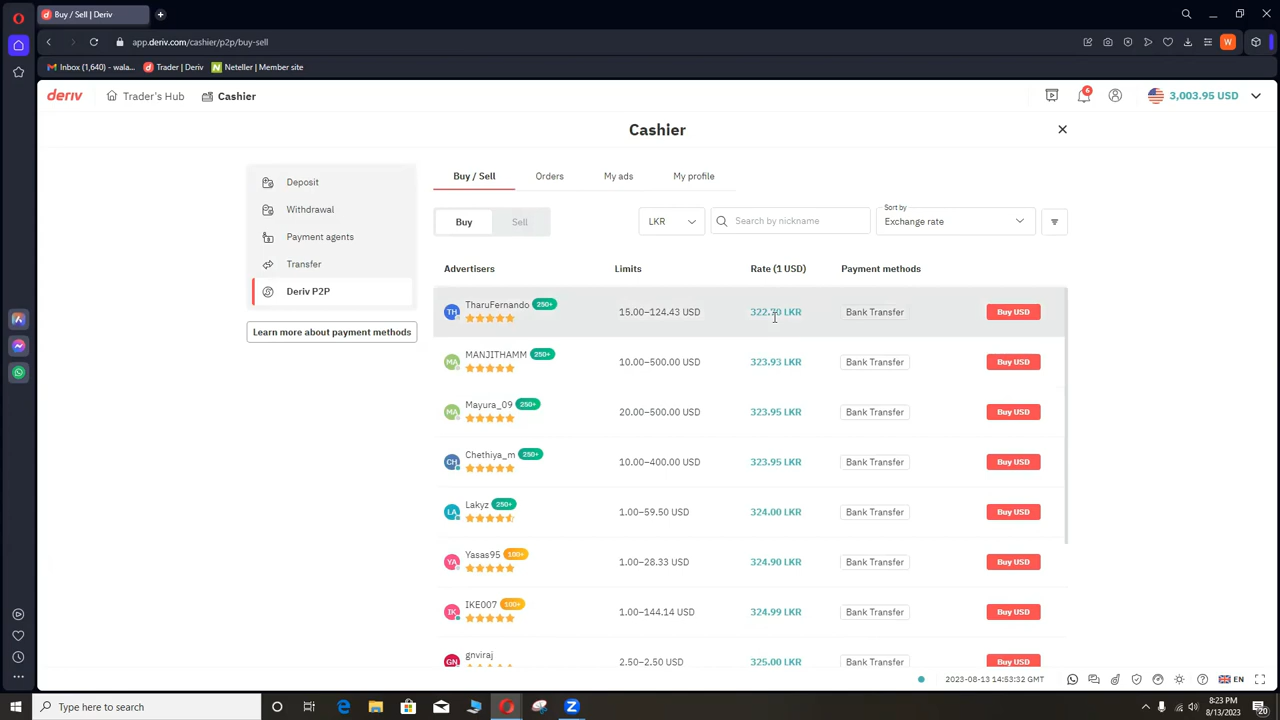 Buy / Sell | Deriv
app.deriv.com/cashier/p2p/buy-sell
W
Inbox (1,640) - wala... Trader | Deriv Neteller | Member site
deriv Trader's Hub Cashier 6 3,003.95 USD
Cashier
Deposit
Withdrawal
Payment agents
Transfer
Deriv P2P
Learn more about payment methods
Buy / Sell Orders My ads My profile
Buy Sell LKR Search by nickname Sort by Exchange rate
Advertisers Limits Rate (1 USD) Payment methods
TH TharuFernando 250+ 15.00–124.43 USD LKR Bank Transfer Buy USD
MA MANJITHAMM 250+ 10.00–500.00 USD 323.93 LKR Bank Transfer Buy USD
MA Mayura_09 250+ 20.00–500.00 USD 323.95 LKR Bank Transfer Buy USD
CH Chethiya_m 250+ 10.00–400.00 USD 323.95 LKR Bank Transfer Buy USD
LA Lakyz 250+ 1.00–59.50 USD 324.00 LKR Bank Transfer Buy USD
YA Yasas95 100+ 1.00–28.33 USD 324.90 LKR Bank Transfer Buy USD
IK IKE007 100+ 1.00–144.14 USD 324.99 LKR Bank Transfer Buy USD
GN gnviraj 2.50–2.50 USD 325.00 LKR Bank Transfer Buy USD
2023-08-13 14:53:32 GMT EN
Type here to search
8:23 PM
8/13/2023
20